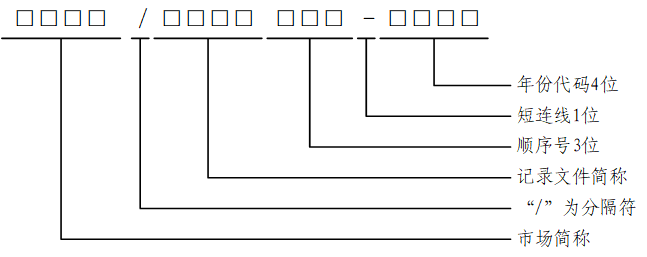 □□□□ / □□□□ □□□ - □□□□
年份代码4位
短连线1位
顺序号3位
记录文件简称
“/”为分隔符
市场简称